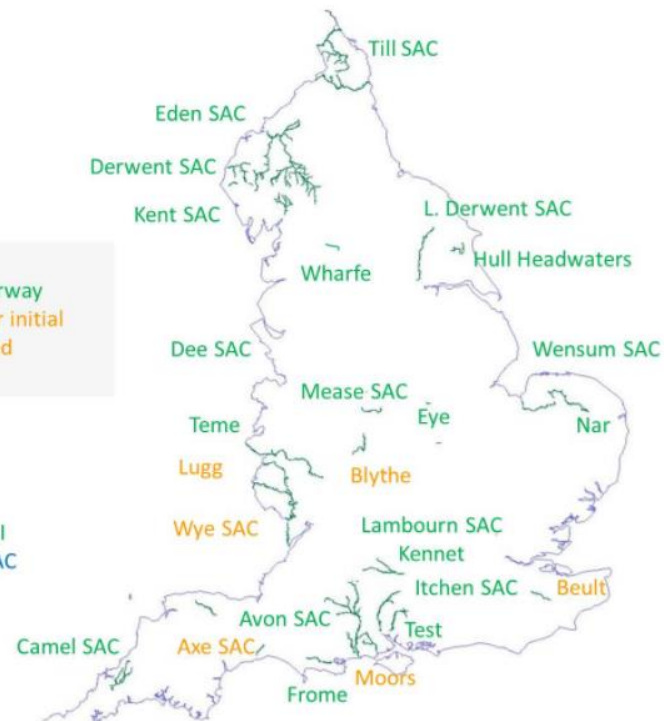 Till SAC
Eden SAC
Derwent SAC
Kent SAC
L. Derwent SAC
Hull Headwaters
Wharfe
initial
Dee SAC
Wensum SAC
Mease SAC
Eye
Teme
Nar
Lugg
Blythe
Wye SAC
Lambourn SAC
Kennet
Itchen SAC
Beult
Avon SAC
Test
Camel SAC
Axe SAC
Moors
Frome